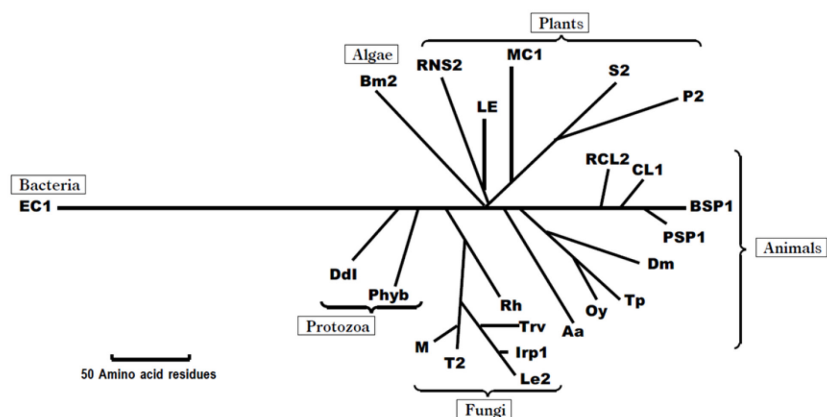 Plants
Algae
RNS2
MC1
S2
Bm2
P2
LE
RCL2
CL1
Bacteria
EC1
BSP1
PSP1
Animals
Dm
DdI
Phyb
Rh
Oy
Tp
Aa
Protozoa
Trv
M
T2
Irp1
Le2
50 Amino acid residues
Fungi